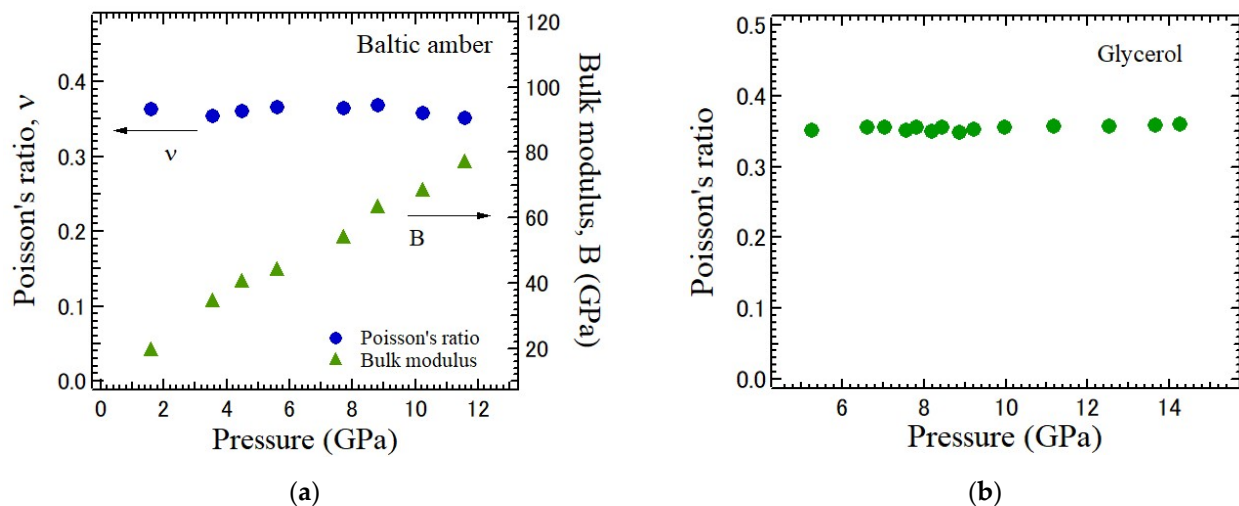 Baltic amber
Poisson's ratio, ν
0.4
0.3
0.2
0.1
0.0
ν
B
Poisson's ratio
Bulk modulus
120
100
80
60
40
20
Bulk modulus, B (GPa)
0 2 4 6 8 10 12
Pressure (GPa)
(a)
Glycerol
Poisson's ratio
0.5
0.4
0.3
0.2
0.1
0.0
6 8 10 12 14
Pressure (GPa)
(b)